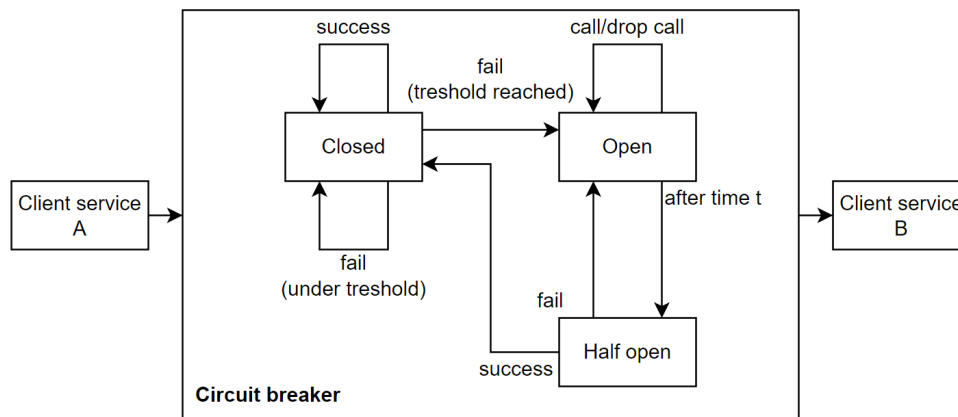 success
call/drop call
fail
(treshold reached)
Closed
Open
Client service
A
after time t
Client service
B
fail
(under treshold)
fail
Half open
success
Circuit breaker